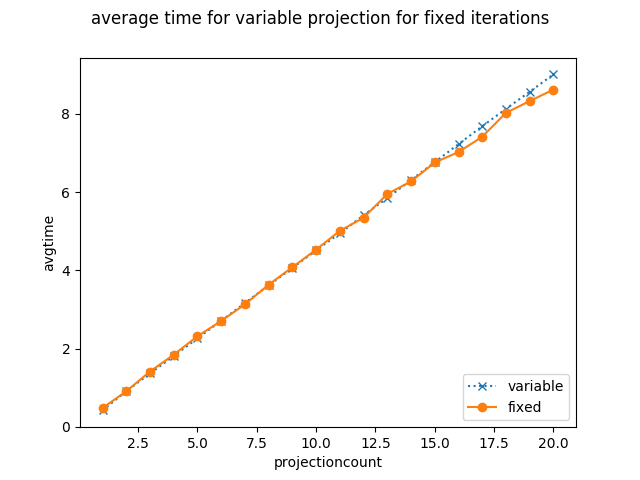 average time for variable projection for fixed iterations
avgtime
8
6
4
2
0
2.5 5.0 7.5 10.0 12.5 15.0 17.5 20.0
projectioncount
variable
fixed